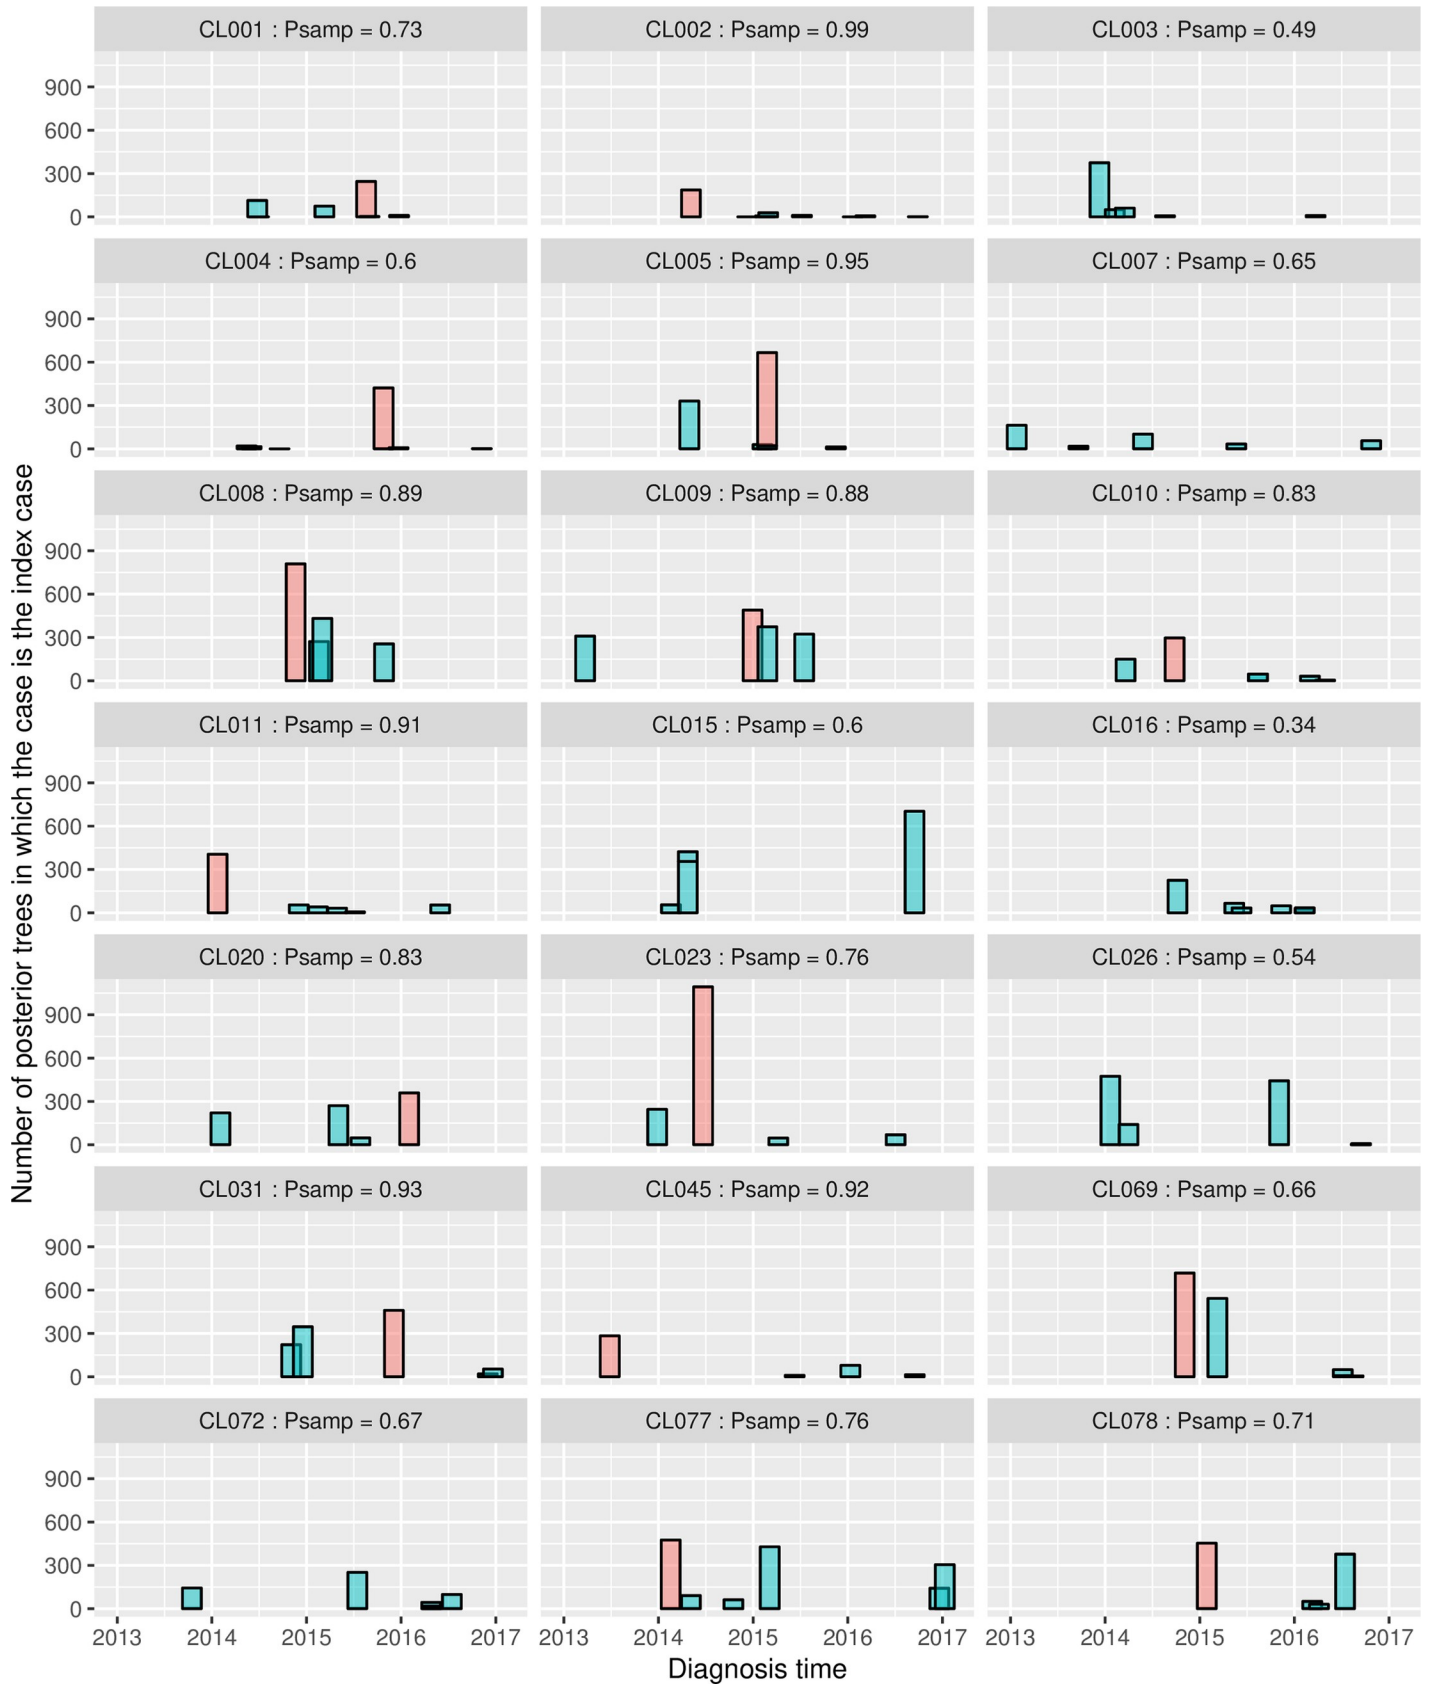 CL001 : Psamp = 0.73
CL002 : Psamp = 0.99
CL003 : Psamp = 0.49
900
600
300
0
CL004 : Psamp = 0.6
CL005 : Psamp = 0.95
CL007 : Psamp = 0.65
900
600
300
0
CL008 : Psamp = 0.89
CL009 : Psamp = 0.88
CL010 : Psamp = 0.83
900
600
300
0
CL011 : Psamp = 0.91
CL015 : Psamp = 0.6
CL016 : Psamp = 0.34
900
600
300
0
CL020 : Psamp = 0.83
CL023 : Psamp = 0.76
CL026 : Psamp = 0.54
900
600
300
0
CL031 : Psamp = 0.93
CL045 : Psamp = 0.92
CL069 : Psamp = 0.66
900
600
300
0
CL072 : Psamp = 0.67
CL077 : Psamp = 0.76
CL078 : Psamp = 0.71
900
600
300
0
2013 2014 2015 2016 2017
2013 2014 2015 2016 2017
2013 2014 2015 2016 2017
Diagnosis time
Number of posterior trees in which the case is the index case